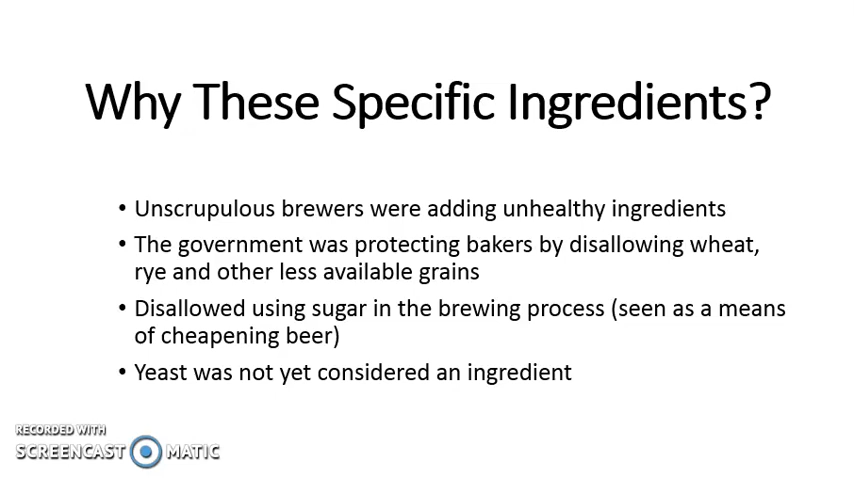 Why These Specific Ingredients?
• Unscrupulous brewers were adding unhealthy ingredients
• The government was protecting bakers by disallowing wheat,
rye and other less available grains
• Disallowed using sugar in the brewing process (seen as a means
of cheapening beer)
• Yeast was not yet considered an ingredient
RECORDED WITH
SCREENCAST MATIC